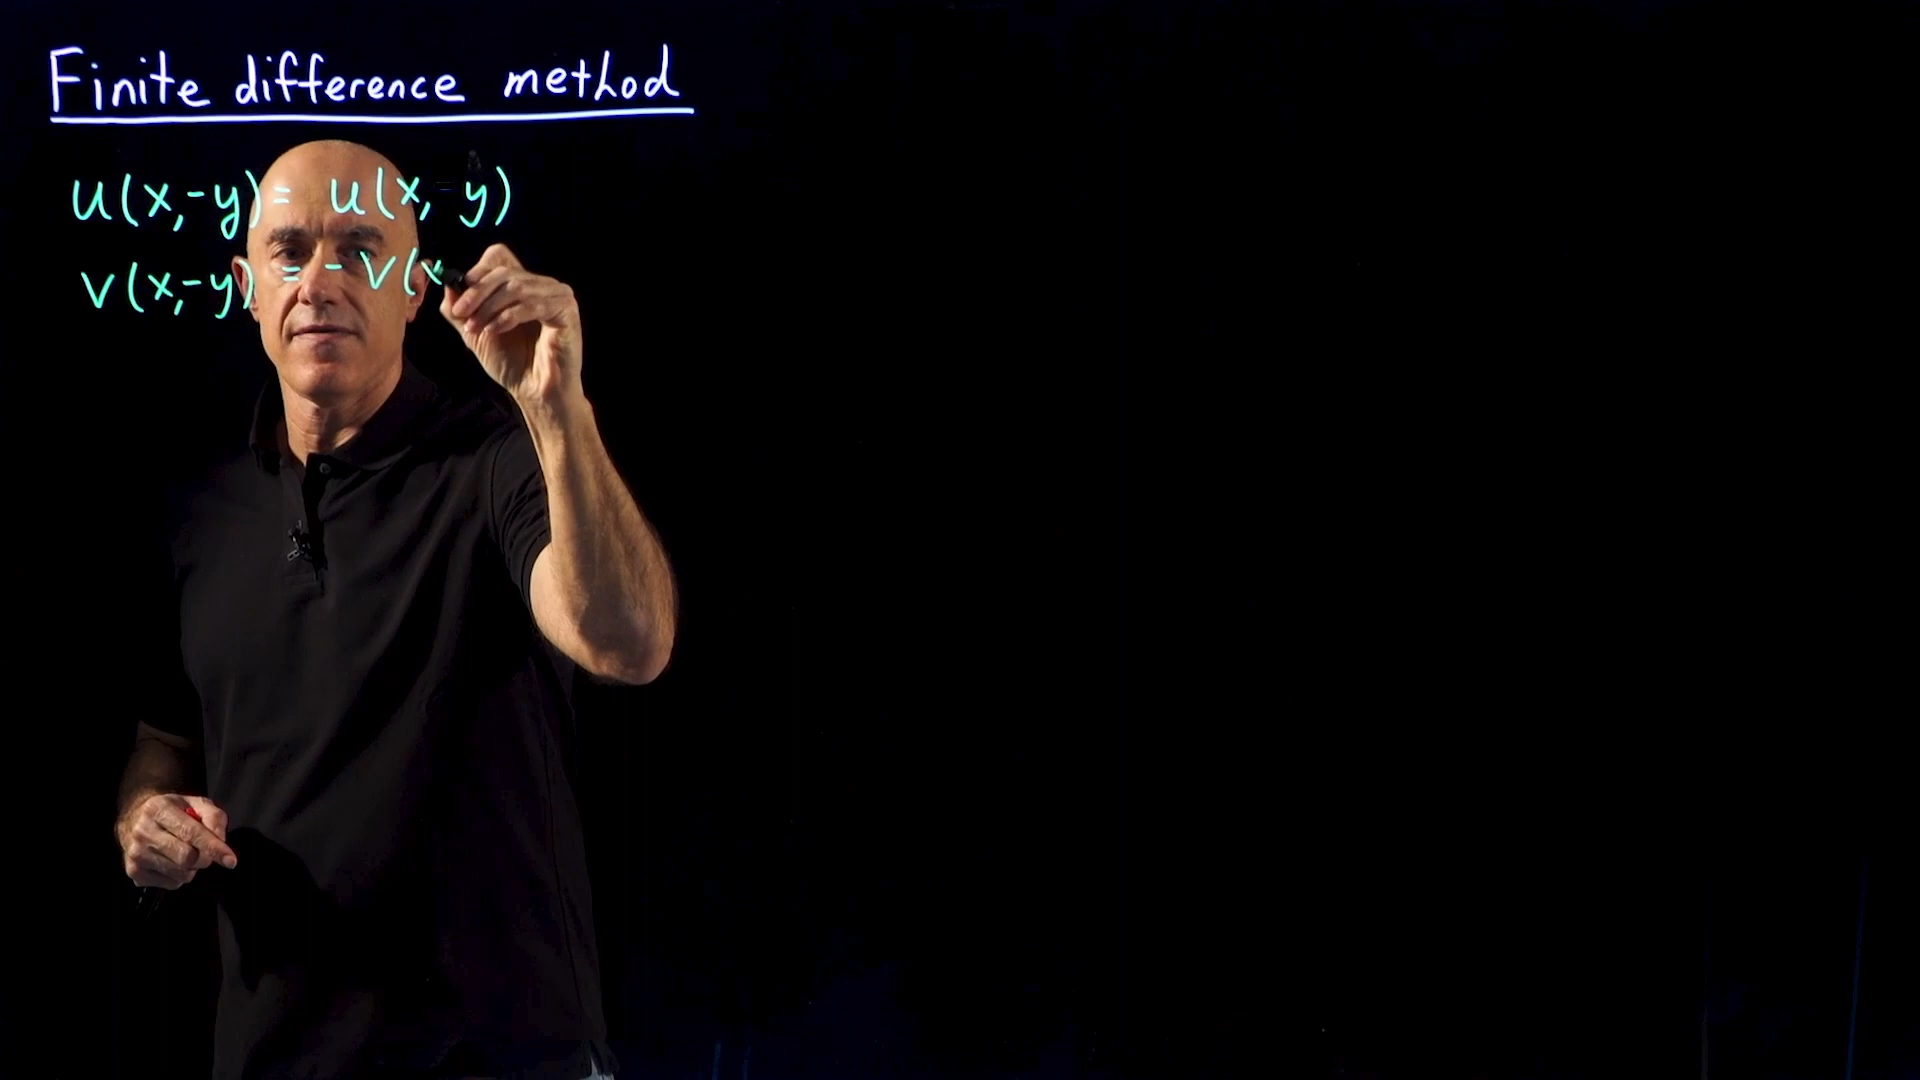 Finite difference method
u(x,-y) = u(x, y)
v(x,-y) = -v(x